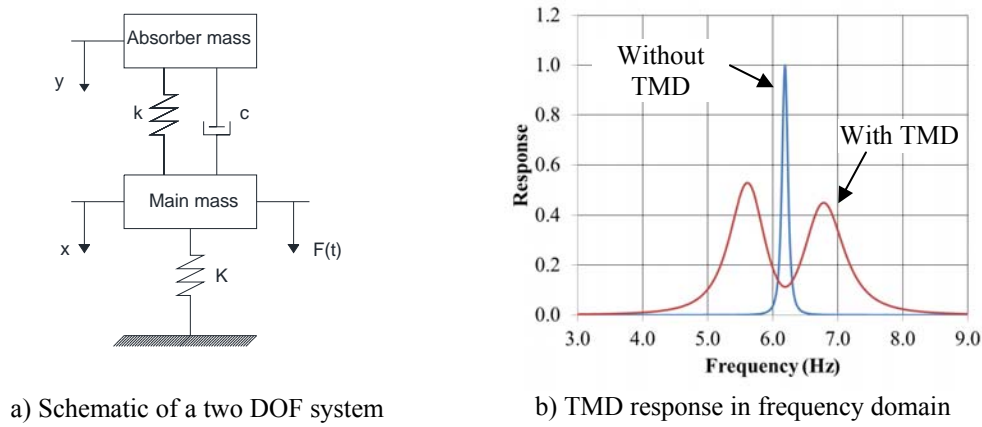 Absorber mass
y
k
c
Main mass
x
F(t)
K
a) Schematic of a two DOF system
1.2
1.0
0.8
0.6
0.4
0.2
0.0
Response
Without
TMD
With TMD
3.0 4.0 5.0 6.0 7.0 8.0 9.0
Frequency (Hz)
b) TMD response in frequency domain